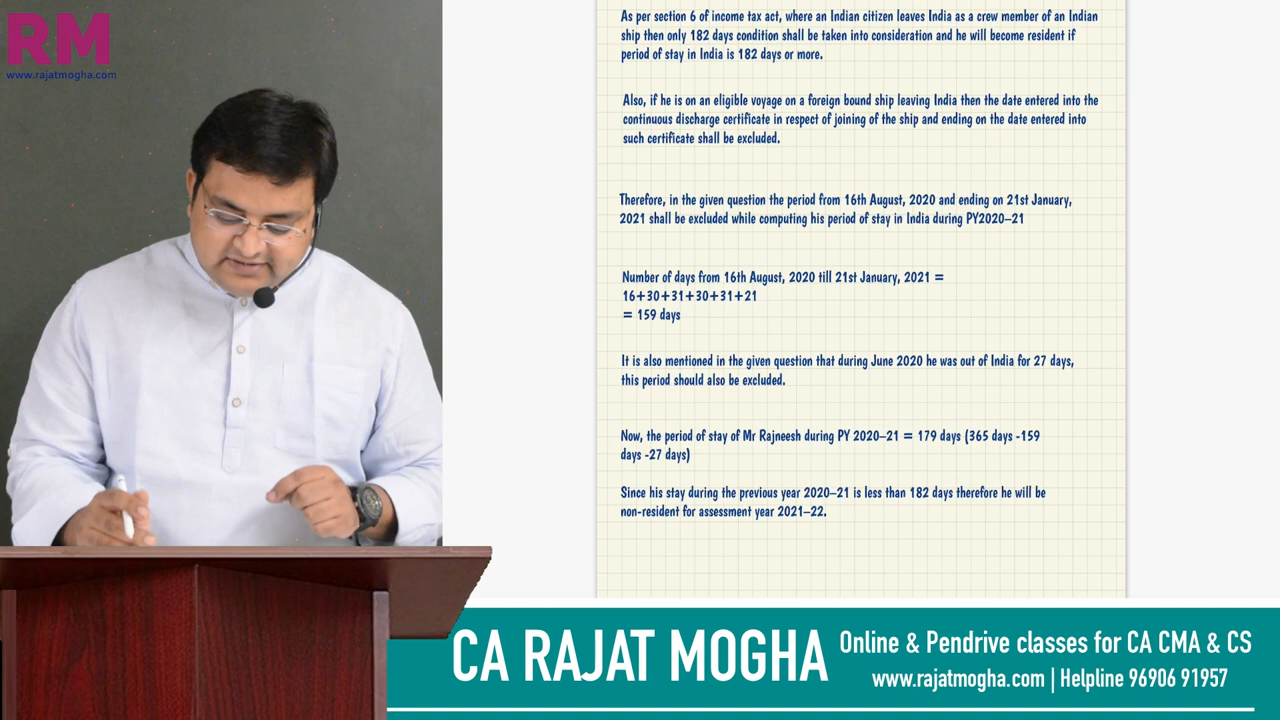 RM
www.rajatmogha.com
As per section 6 of income tax act, where an Indian citizen leaves India as a crew member of an Indian
ship then only 182 days condition shall be taken into consideration and he will become resident if
period of stay in India is 182 days or more.
Also, if he is on an eligible voyage on a foreign bound ship leaving India then the date entered into the
continuous discharge certificate in respect of joining of the ship and ending on the date entered into
such certificate shall be excluded.
Therefore, in the given question the period from 16th August, 2020 and ending on 21st January,
2021 shall be excluded while computing his period of stay in India during PY2020–21
Number of days from 16th August, 2020 till 21st January, 2021 =
16+30+31+30+31+21
= 159 days
It is also mentioned in the given question that during June 2020 he was out of India for 27 days,
this period should also be excluded.
Now, the period of stay of Mr Rajneesh during PY 2020–21 = 179 days (365 days -159
days -27 days)
Since his stay during the previous year 2020–21 is less than 182 days therefore he will be
non-resident for assessment year 2021–22.
CA RAJAT MOGHA
Online & Pendrive classes for CA CMA & CS
www.rajatmogha.com | Helpline 96906 91957